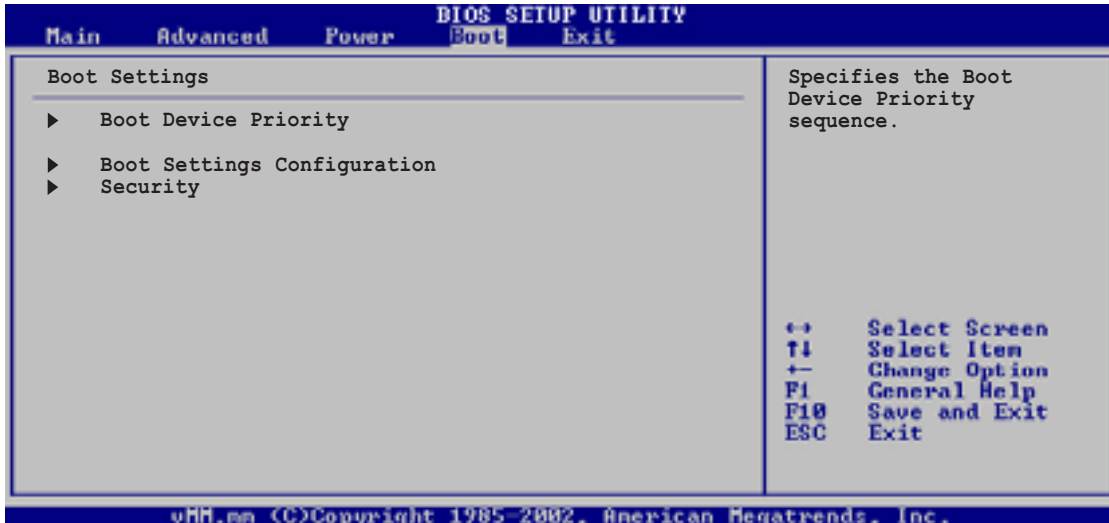 BIOS SETUP UTILITY
Main Advanced Power Boot Exit
Boot Settings
Boot Device Priority
Boot Settings Configuration
Security
Specifies the Boot
Device Priority
sequence.
↔ Select Screen
↑↓ Select Item
+- Change Option
F1 General Help
F10 Save and Exit
ESC Exit
vMM.mm (C)Copyright 1985-2002, American Megatrends, Inc.